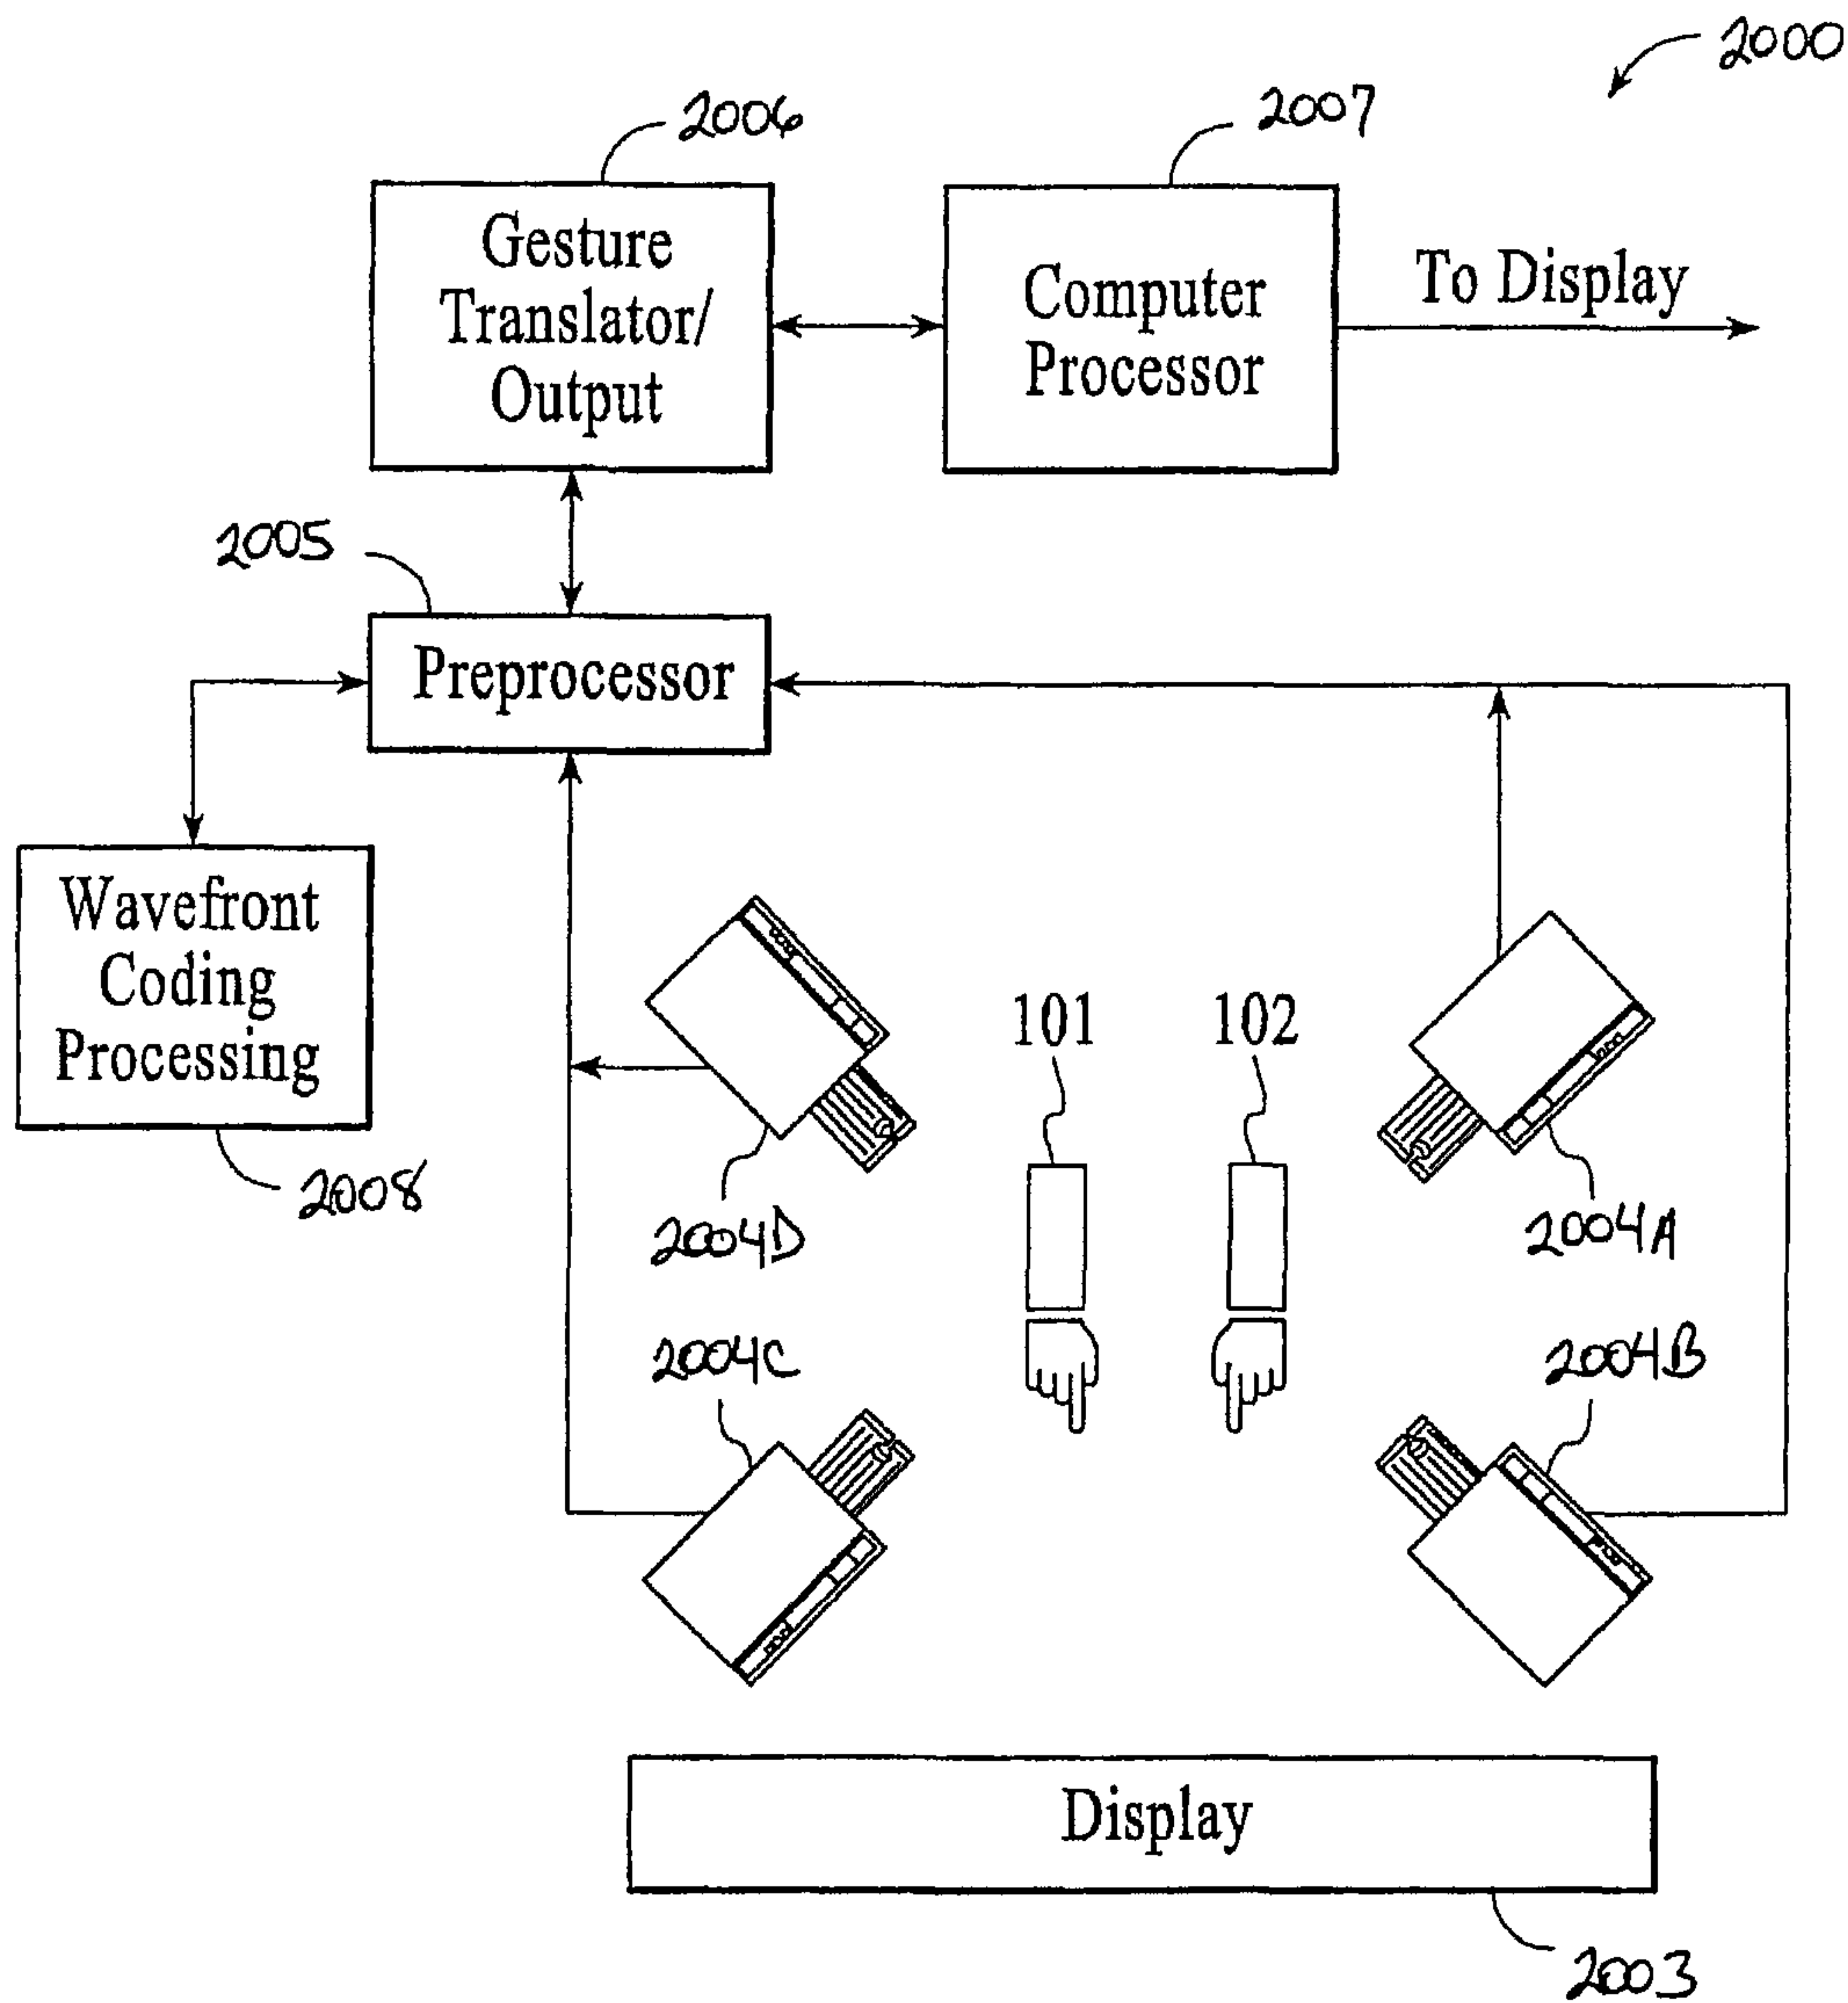 2000
2006
2007
Gesture
Translator/
Output
Computer
Processor
To Display
2005
Preprocessor
Wavefront
Coding
Processing
2008
101
102
2004D
2004A
2004C
2004B
Display
2003